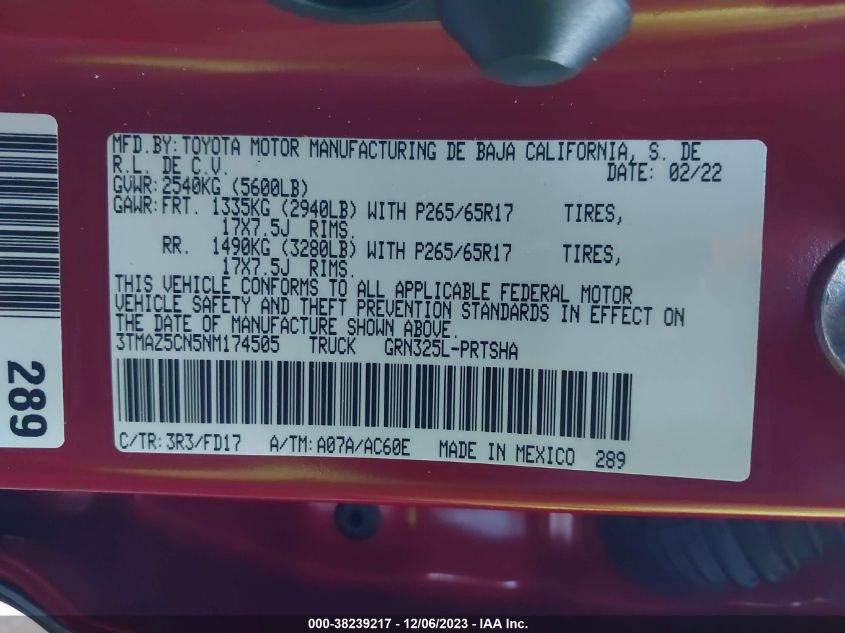 MFD.BY: TOYOTA MOTOR MANUFACTURING DE BAJA CALIFORNIA, S. DE
R.L. DE C.V. DATE: 02/22
GVWR: 2540KG (5600LB)
GAWR: FRT. 1335KG (2940LB) WITH P265/65R17 TIRES,
17X7.5J RIMS.
RR. 1490KG (3280LB) WITH P265/65R17 TIRES,
17X7.5J RIMS.
THIS VEHICLE CONFORMS TO ALL APPLICABLE FEDERAL MOTOR
VEHICLE SAFETY AND THEFT PREVENTION STANDARDS IN EFFECT ON
THE DATE OF MANUFACTURE SHOWN ABOVE.
3TMAZ5CN5NM174505 TRUCK GRN325L-PRTSHA
C/TR: 3R3/FD17 A/TM: A07A/AC60E MADE IN MEXICO 289
289
000-38239217 - 12/06/2023 - IAA Inc.